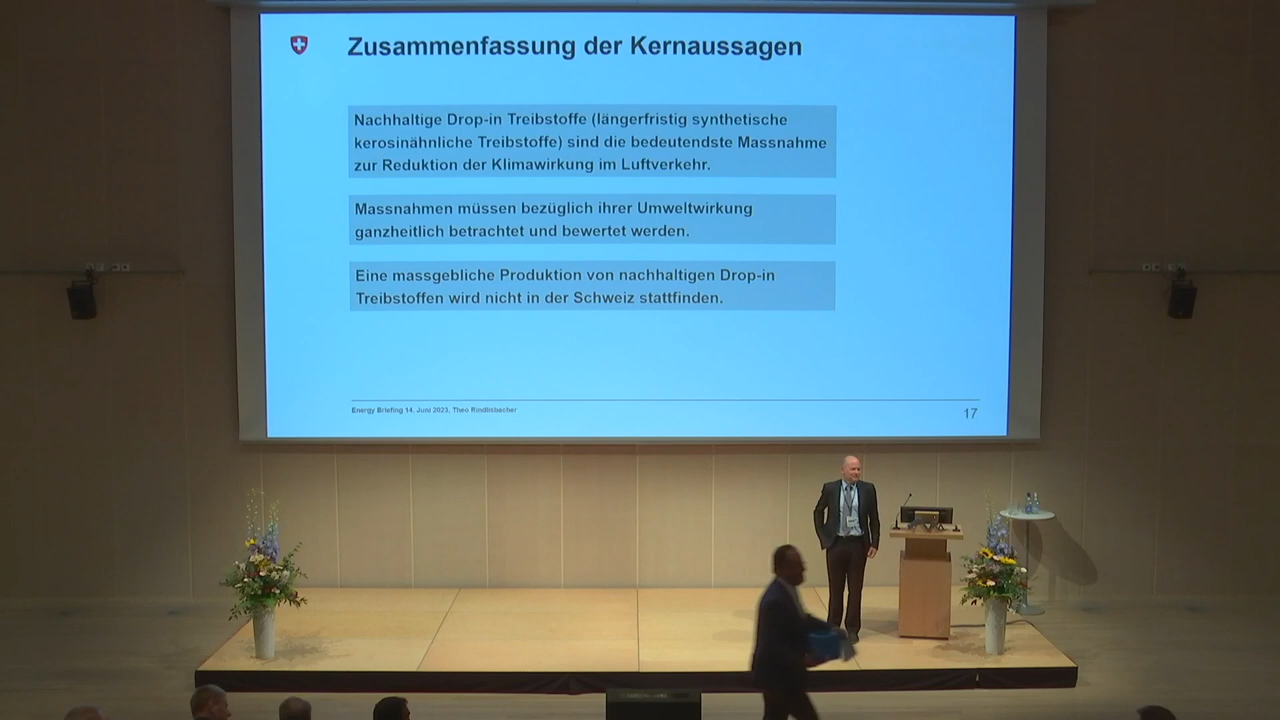 Zusammenfassung der Kernaussagen
Nachhaltige Drop-in Treibstoffe (längerfristig synthetische
kerosinähnliche Treibstoffe) sind die bedeutendste Massnahme
zur Reduktion der Klimawirkung im Luftverkehr.
Massnahmen müssen bezüglich ihrer Umweltwirkung
ganzheitlich betrachtet und bewertet werden.
Eine massgebliche Produktion von nachhaltigen Drop-in
Treibstoffen wird nicht in der Schweiz stattfinden.
Energy Briefing 14. Juni 2023, Theo Rindlisbacher
17